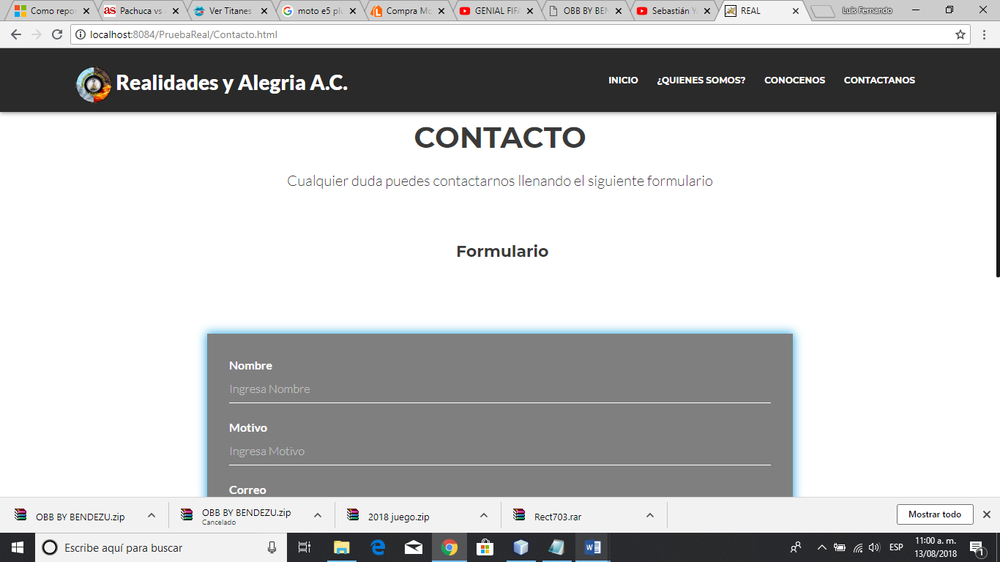 Como repo
Pachuca vs
Ver Titanes
moto e5 pl
Compra Mo
GENIAL FIFA
OBB BY BEN
Sebastián Y
REAL
Luis Fernando
localhost:8084/PruebaReal/Contacto.html
Realidades y Alegria A.C.
INICIO
¿QUIENES SOMOS?
CONOCENOS
CONTACTANOS
CONTACTO
Cualquier duda puedes contactarnos llenando el siguiente formulario
Formulario
Nombre
Ingresa Nombre
Motivo
Ingresa Motivo
Correo
OBB BY BENDEZU.zip
OBB BY BENDEZU.zip
Cancelado
2018 juego.zip
Rect703.rar
Mostrar todo
Escribe aquí para buscar
ESP
11:00 a. m.
13/08/2018
1